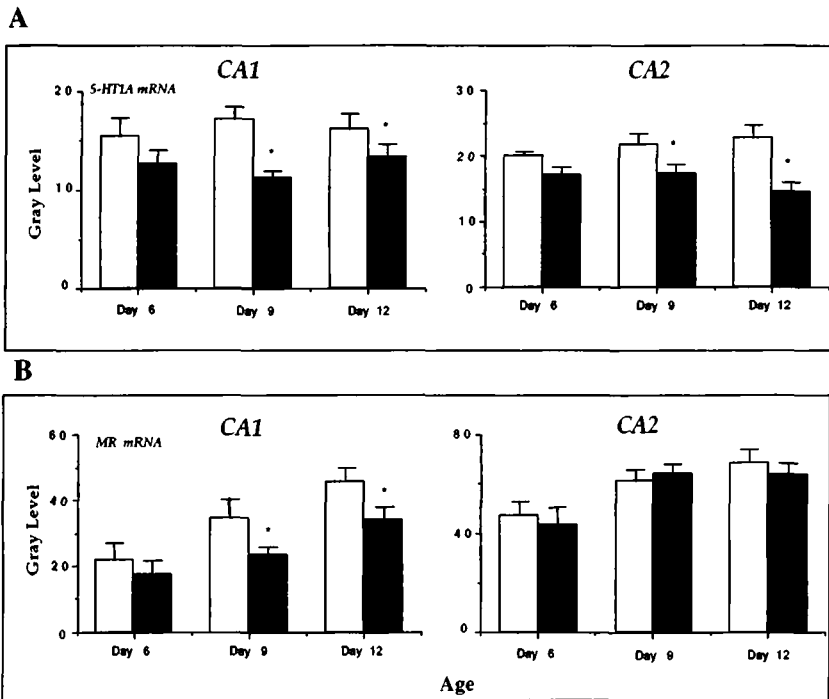 A
CA1
CA2
5-HT1A mRNA
20
10
0
30
20
10
0
Gray Level
Day 6
Day 9
Day 12
Day 6
Day 9
Day 12
*
*
*
*
B
CA1
CA2
MR mRNA
60
40
20
0
80
40
0
Gray Level
*
*
Day 6
Day 9
Day 12
Day 6
Day 9
Day 12
Age